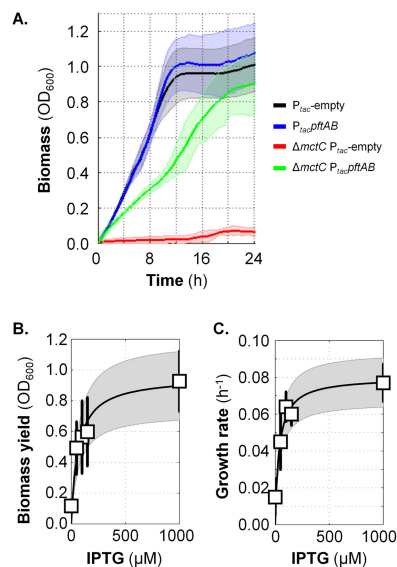 A.
Biomass (OD600)
1.2
1.0
0.8
0.6
0.4
0.2
0.0
0 8 16 24
Time (h)
Ptac-empty
PtacpftAB
ΔmctC Ptac-empty
ΔmctC PtacpftAB
B.
Biomass yield (OD600)
1.2
1.0
0.8
0.6
0.4
0.2
0.0
0 500 1000
IPTG (µM)
C.
Growth rate (h⁻¹)
0.10
0.08
0.06
0.04
0.02
0.00
0 500 1000
IPTG (µM)